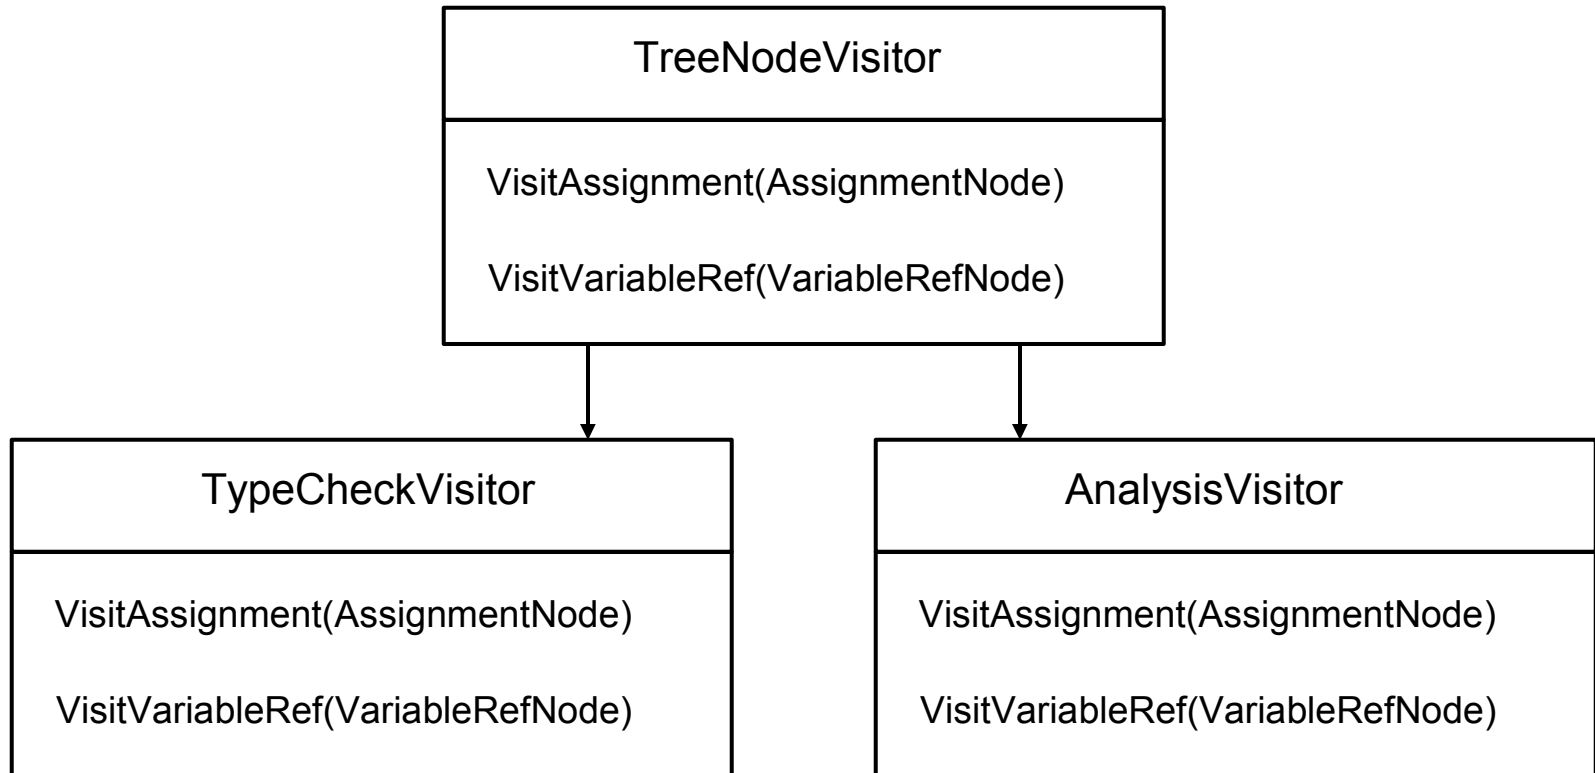 TreeNodeVisitor
VisitAssignment(AssignmentNode)
VisitVariableRef(VariableRefNode)
TypeCheckVisitor
VisitAssignment(AssignmentNode)
VisitVariableRef(VariableRefNode)
AnalysisVisitor
VisitAssignment(AssignmentNode)
VisitVariableRef(VariableRefNode)